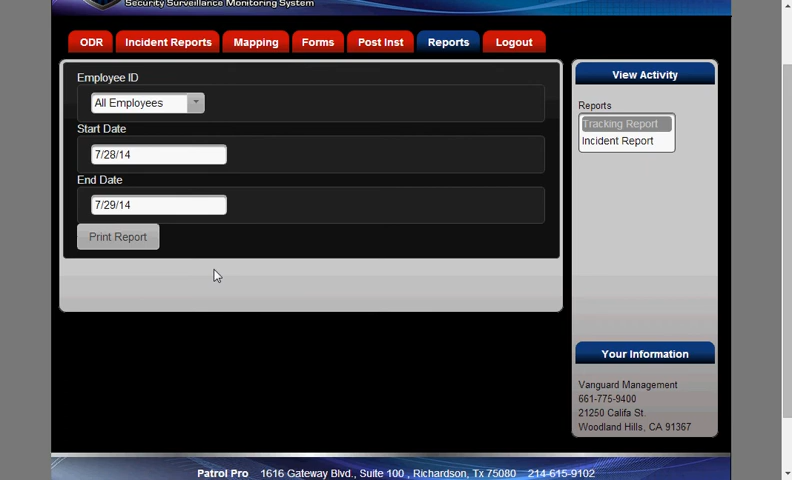 Security Surveillance Monitoring System
ODR
Incident Reports
Mapping
Forms
Post Inst
Reports
Logout
Employee ID
All Employees
Start Date
7/28/14
End Date
7/29/14
Print Report
View Activity
Reports
Tracking Report
Incident Report
Your Information
Vanguard Management
661-775-9400
21250 Califa St.
Woodland Hills, CA 91367
Patrol Pro 1616 Gateway Blvd., Suite 100 , Richardson, Tx 75080 214-615-9102